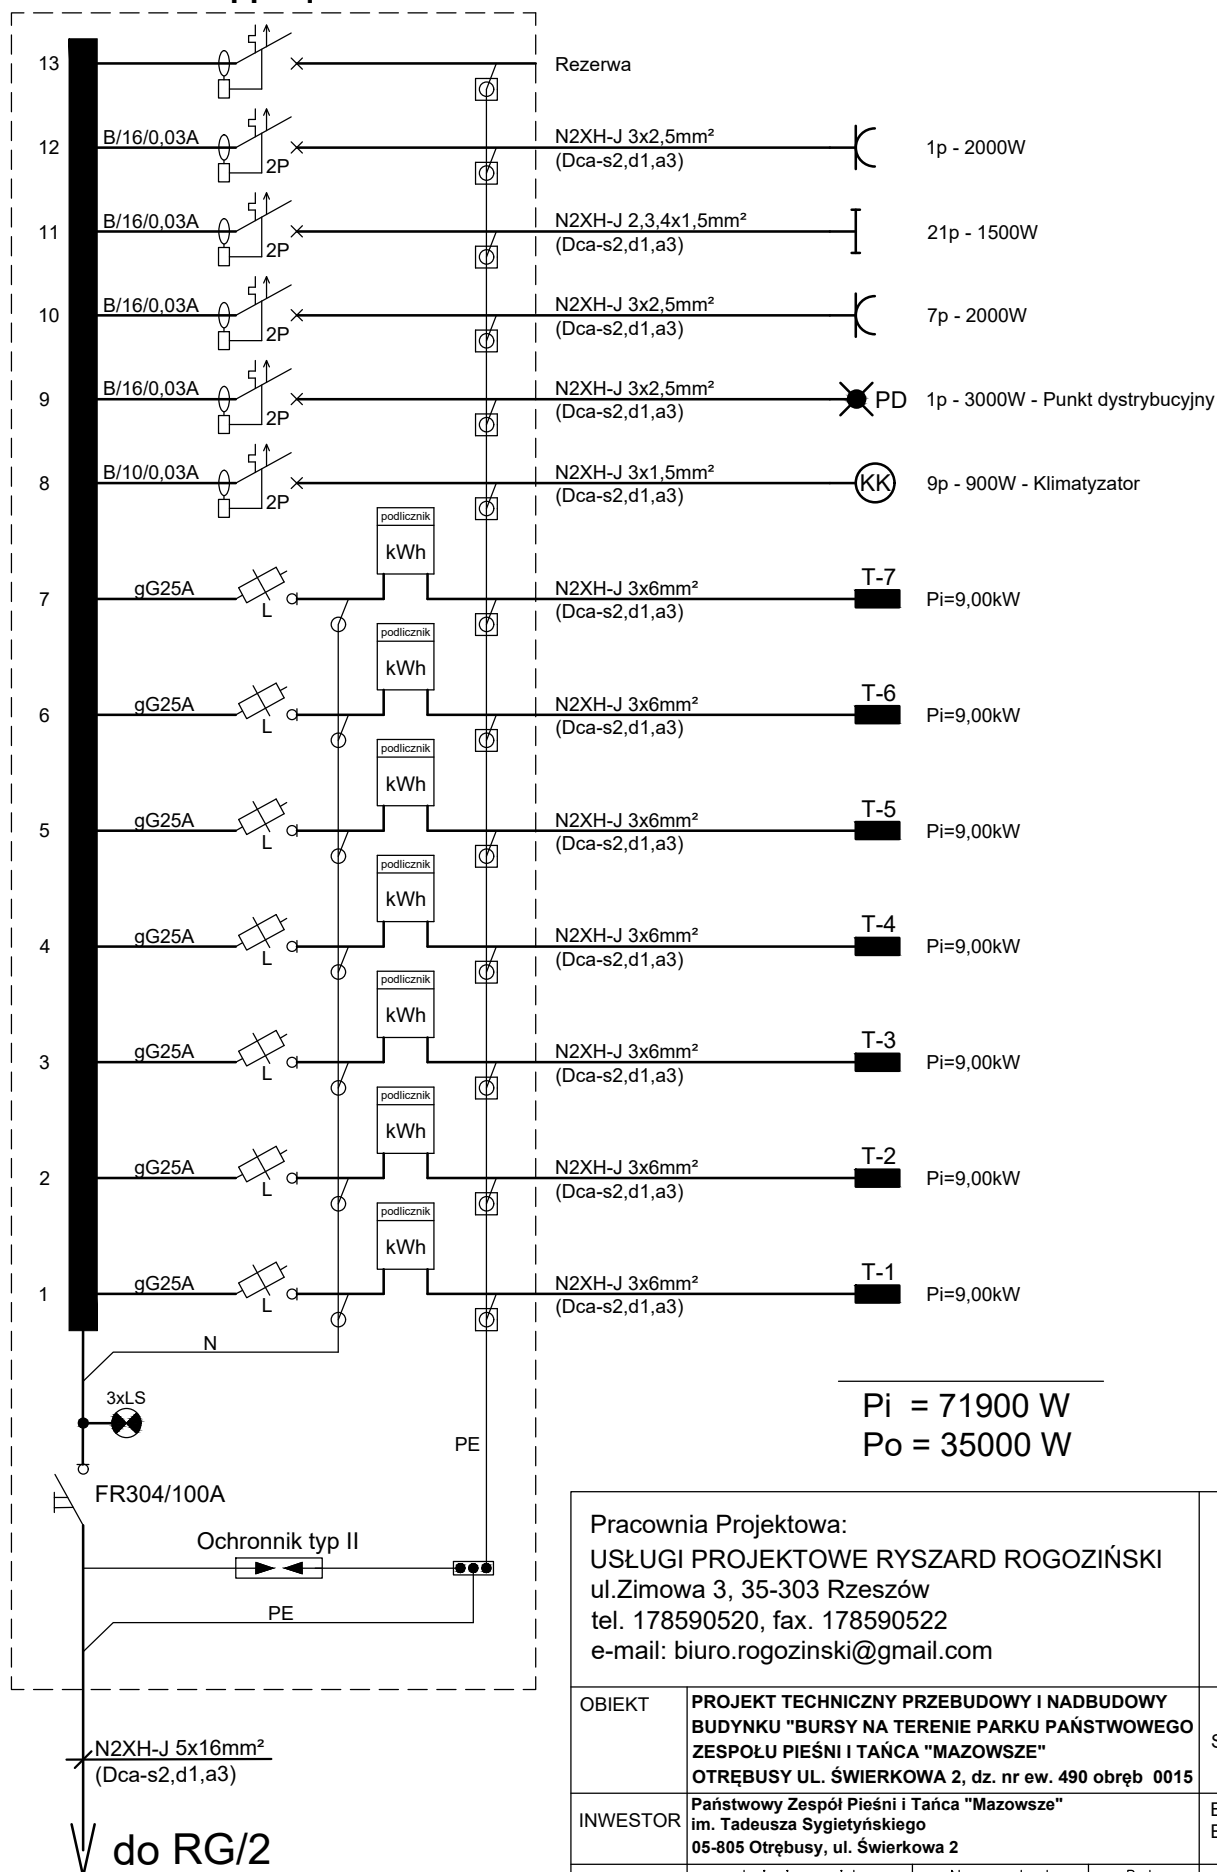 13
Rezerwa
12
B/16/0,03A
2P
N2XH-J 3x2,5mm²
(Dca-s2,d1,a3)
1p - 2000W
11
B/16/0,03A
2P
N2XH-J 2,3,4x1,5mm²
(Dca-s2,d1,a3)
21p - 1500W
10
B/16/0,03A
2P
N2XH-J 3x2,5mm²
(Dca-s2,d1,a3)
7p - 2000W
9
B/16/0,03A
2P
N2XH-J 3x2,5mm²
(Dca-s2,d1,a3)
PD
1p - 3000W - Punkt dystrybucyjny
8
B/10/0,03A
2P
N2XH-J 3x1,5mm²
(Dca-s2,d1,a3)
KK
9p - 900W - Klimatyzator
podlicznik
kWh
7
gG25A
L
N2XH-J 3x6mm²
(Dca-s2,d1,a3)
T-7
Pi=9,00kW
podlicznik
kWh
6
gG25A
L
N2XH-J 3x6mm²
(Dca-s2,d1,a3)
T-6
Pi=9,00kW
podlicznik
kWh
5
gG25A
L
N2XH-J 3x6mm²
(Dca-s2,d1,a3)
T-5
Pi=9,00kW
podlicznik
kWh
4
gG25A
L
N2XH-J 3x6mm²
(Dca-s2,d1,a3)
T-4
Pi=9,00kW
podlicznik
kWh
3
gG25A
L
N2XH-J 3x6mm²
(Dca-s2,d1,a3)
T-3
Pi=9,00kW
podlicznik
kWh
2
gG25A
L
N2XH-J 3x6mm²
(Dca-s2,d1,a3)
T-2
Pi=9,00kW
podlicznik
kWh
1
gG25A
L
N2XH-J 3x6mm²
(Dca-s2,d1,a3)
T-1
Pi=9,00kW
N
3xLS
PE
Pi = 71900 W
Po = 35000 W
FR304/100A
Ochronnik typ II
PE
N2XH-J 5x16mm²
(Dca-s2,d1,a3)
do RG/2
Pracownia Projektowa:
USŁUGI PROJEKTOWE RYSZARD ROGOZIŃSKI
ul.Zimowa 3, 35-303 Rzeszów
tel. 178590520, fax. 178590522
e-mail: biuro.rogozinski@gmail.com
OBIEKT
PROJEKT TECHNICZNY PRZEBUDOWY I NADBUDOWY
BUDYNKU "BURSY NA TERENIE PARKU PAŃSTWOWEGO
ZESPOŁU PIEŚNI I TAŃCA "MAZOWSZE"
OTRĘBUSY UL. ŚWIERKOWA 2, dz. nr ew. 490 obręb 0015
INWESTOR
Państwowy Zespół Pieśni i Tańca "Mazowsze"
im. Tadeusza Sygietyńskiego
05-805 Otrębusy, ul. Świerkowa 2